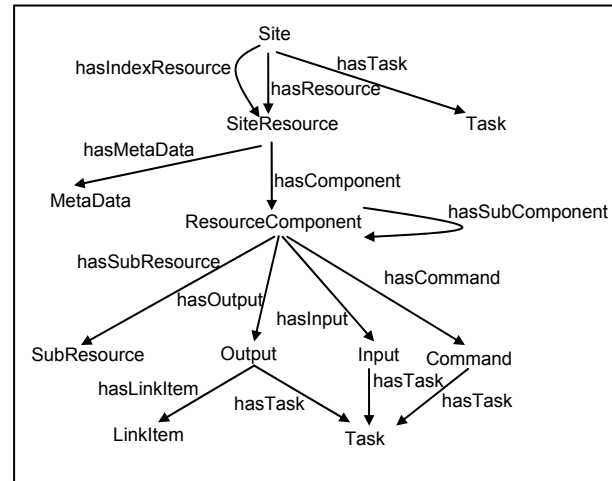 Site
hasIndexResource
hasTask
hasResource
SiteResource
Task
hasMetaData
hasComponent
MetaData
ResourceComponent
hasSubComponent
hasSubResource
hasCommand
hasOutput
hasInput
SubResource
Output
Input
Command
hasLinkItem
hasTask
hasTask
hasTask
LinkItem
Task